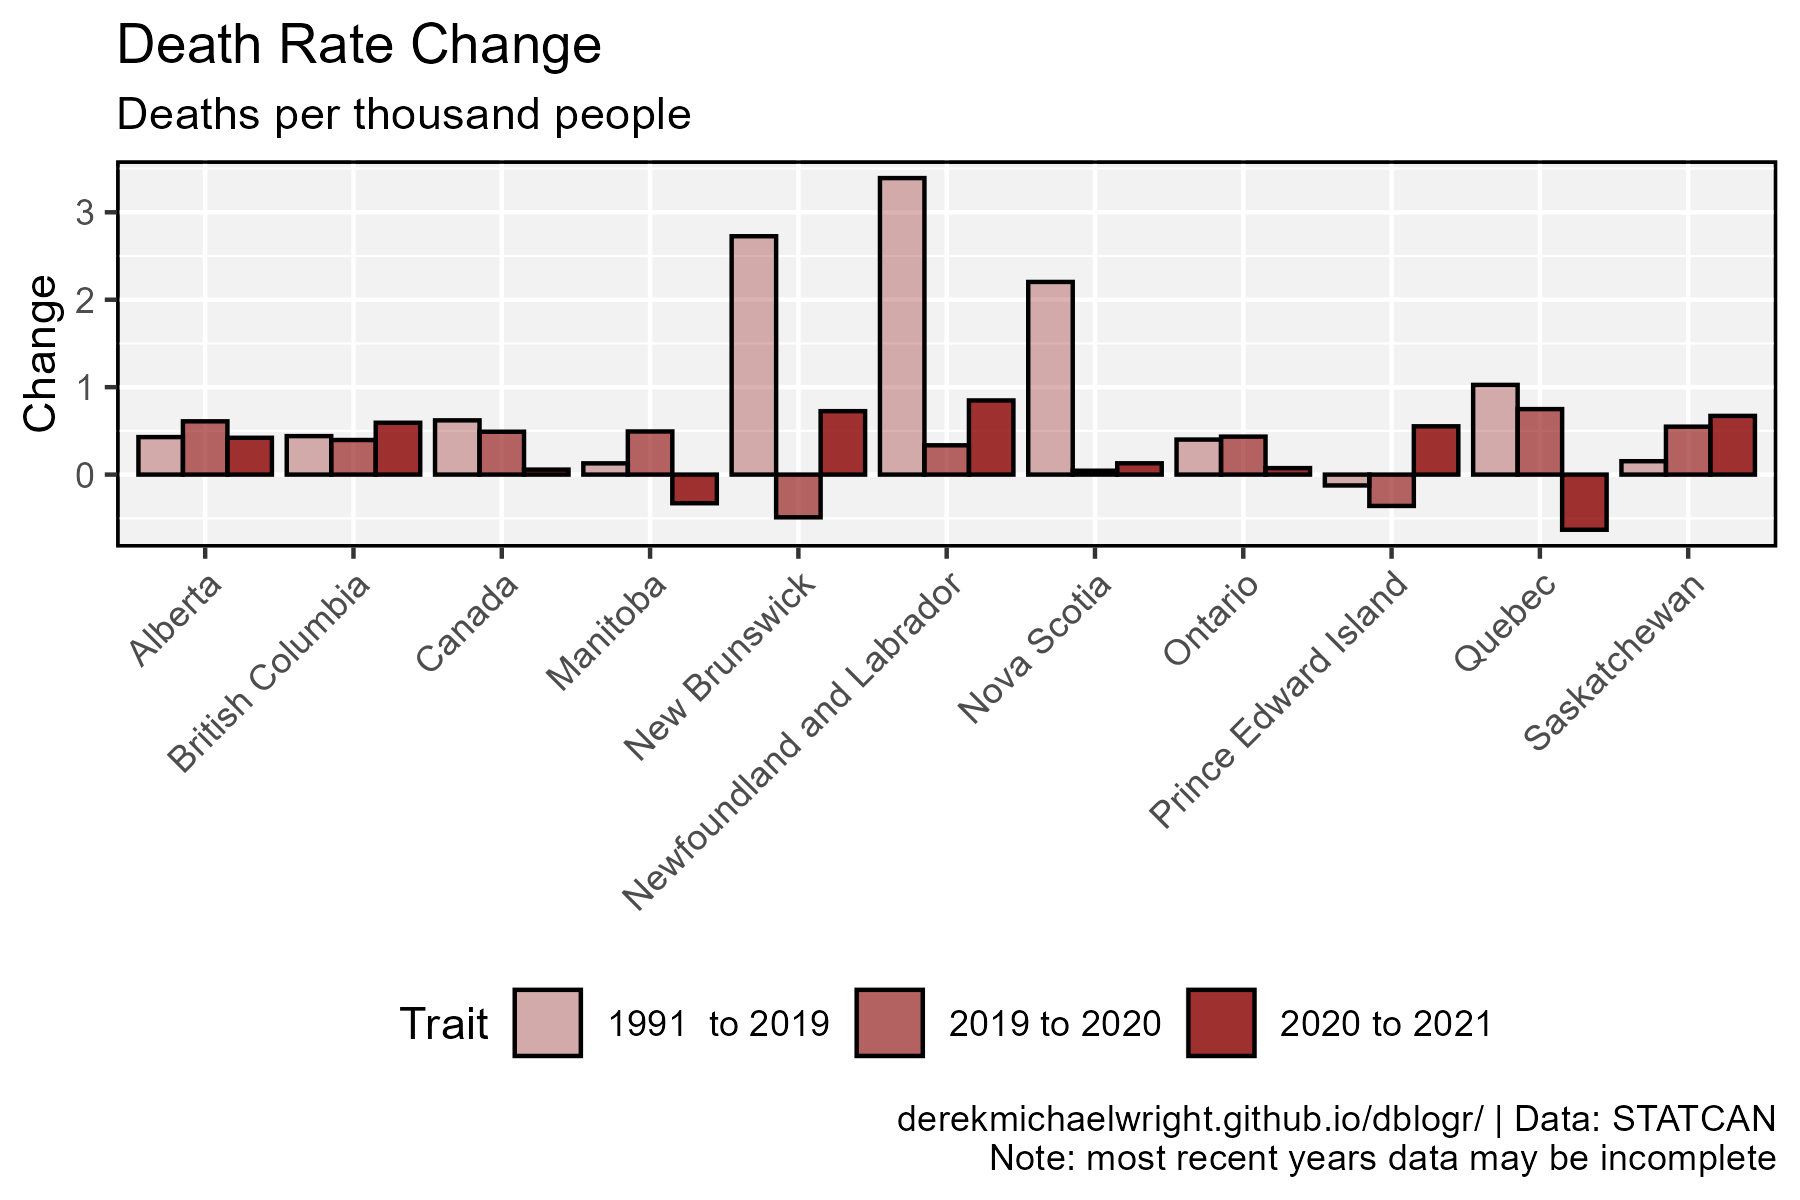 Death Rate Change
Deaths per thousand people
Change
3
2
1
0
Alberta
British Columbia
Canada
Manitoba
New Brunswick
Newfoundland and Labrador
Nova Scotia
Ontario
Prince Edward Island
Quebec
Saskatchewan
Trait 1991  to 2019 2019 to 2020 2020 to 2021
derekmichaelwright.github.io/dblogr/ | Data: STATCAN
Note: most recent years data may be incomplete